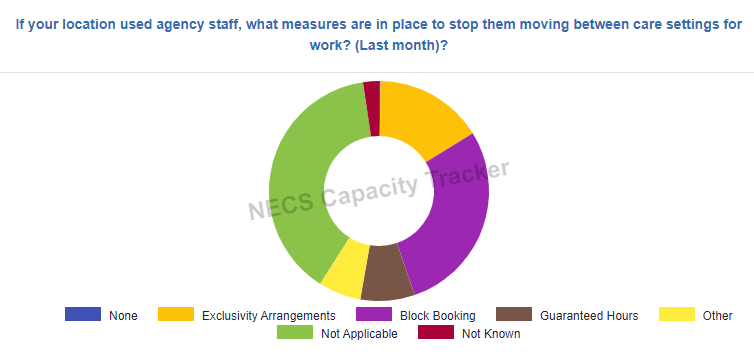 If your location used agency staff, what measures are in place to stop them moving between care settings for
work? (Last month)?
NECS Capacity Tracker
None
Exclusivity Arrangements
Block Booking
Guaranteed Hours
Other
Not Applicable
Not Known